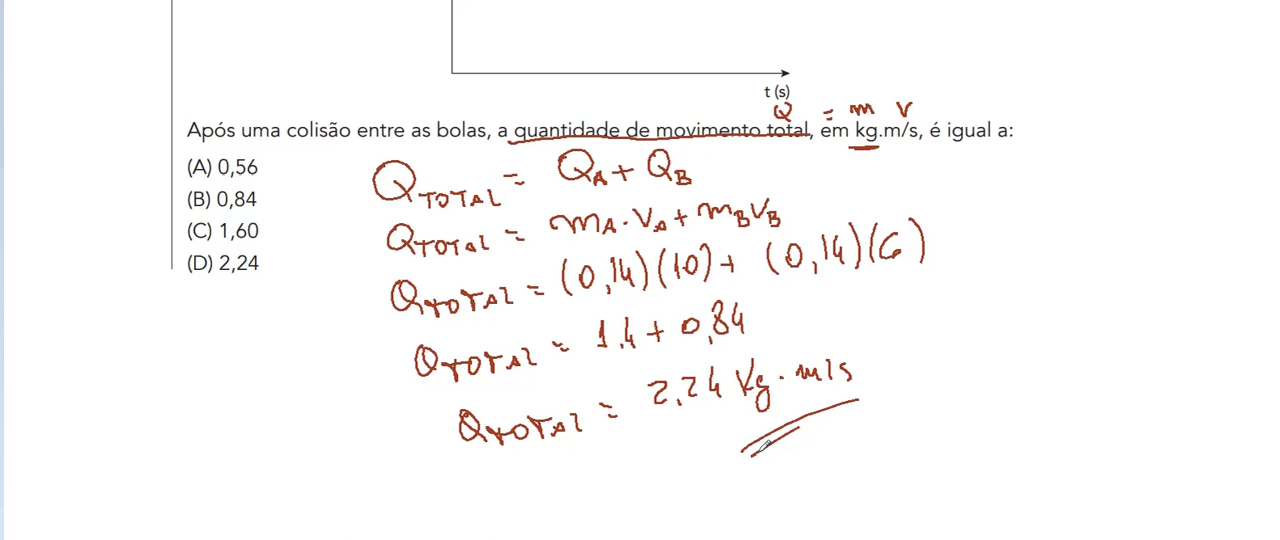 t (s)
Q = m v
Após uma colisão entre as bolas, a quantidade de movimento total, em kg.m/s, é igual a:
(A) 0,56
(B) 0,84
(C) 1,60
(D) 2,24
QTOTAL = QA + QB
QTOTAL = mA . VA + mB VB
QTOTAL = (0,14)(10) + (0,14)(6)
QTOTAL = 1,4 + 0,84
QTOTAL = 2,24 Kg . m/s